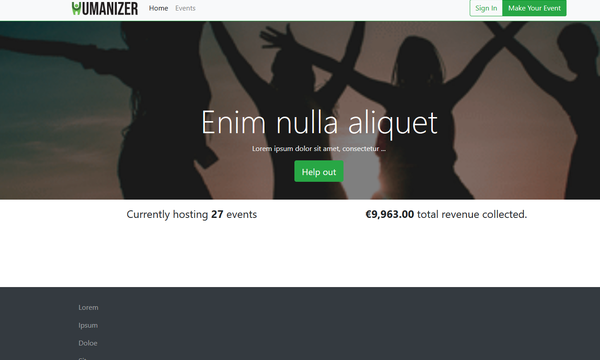 HUMANIZER Home Events Sign In Make Your Event
Enim nulla aliquet
Lorem ipsum dolor sit amet, consectetur ...
Help out
Currently hosting 27 events €9,963.00 total revenue collected.
Lorem
Ipsum
Doloe